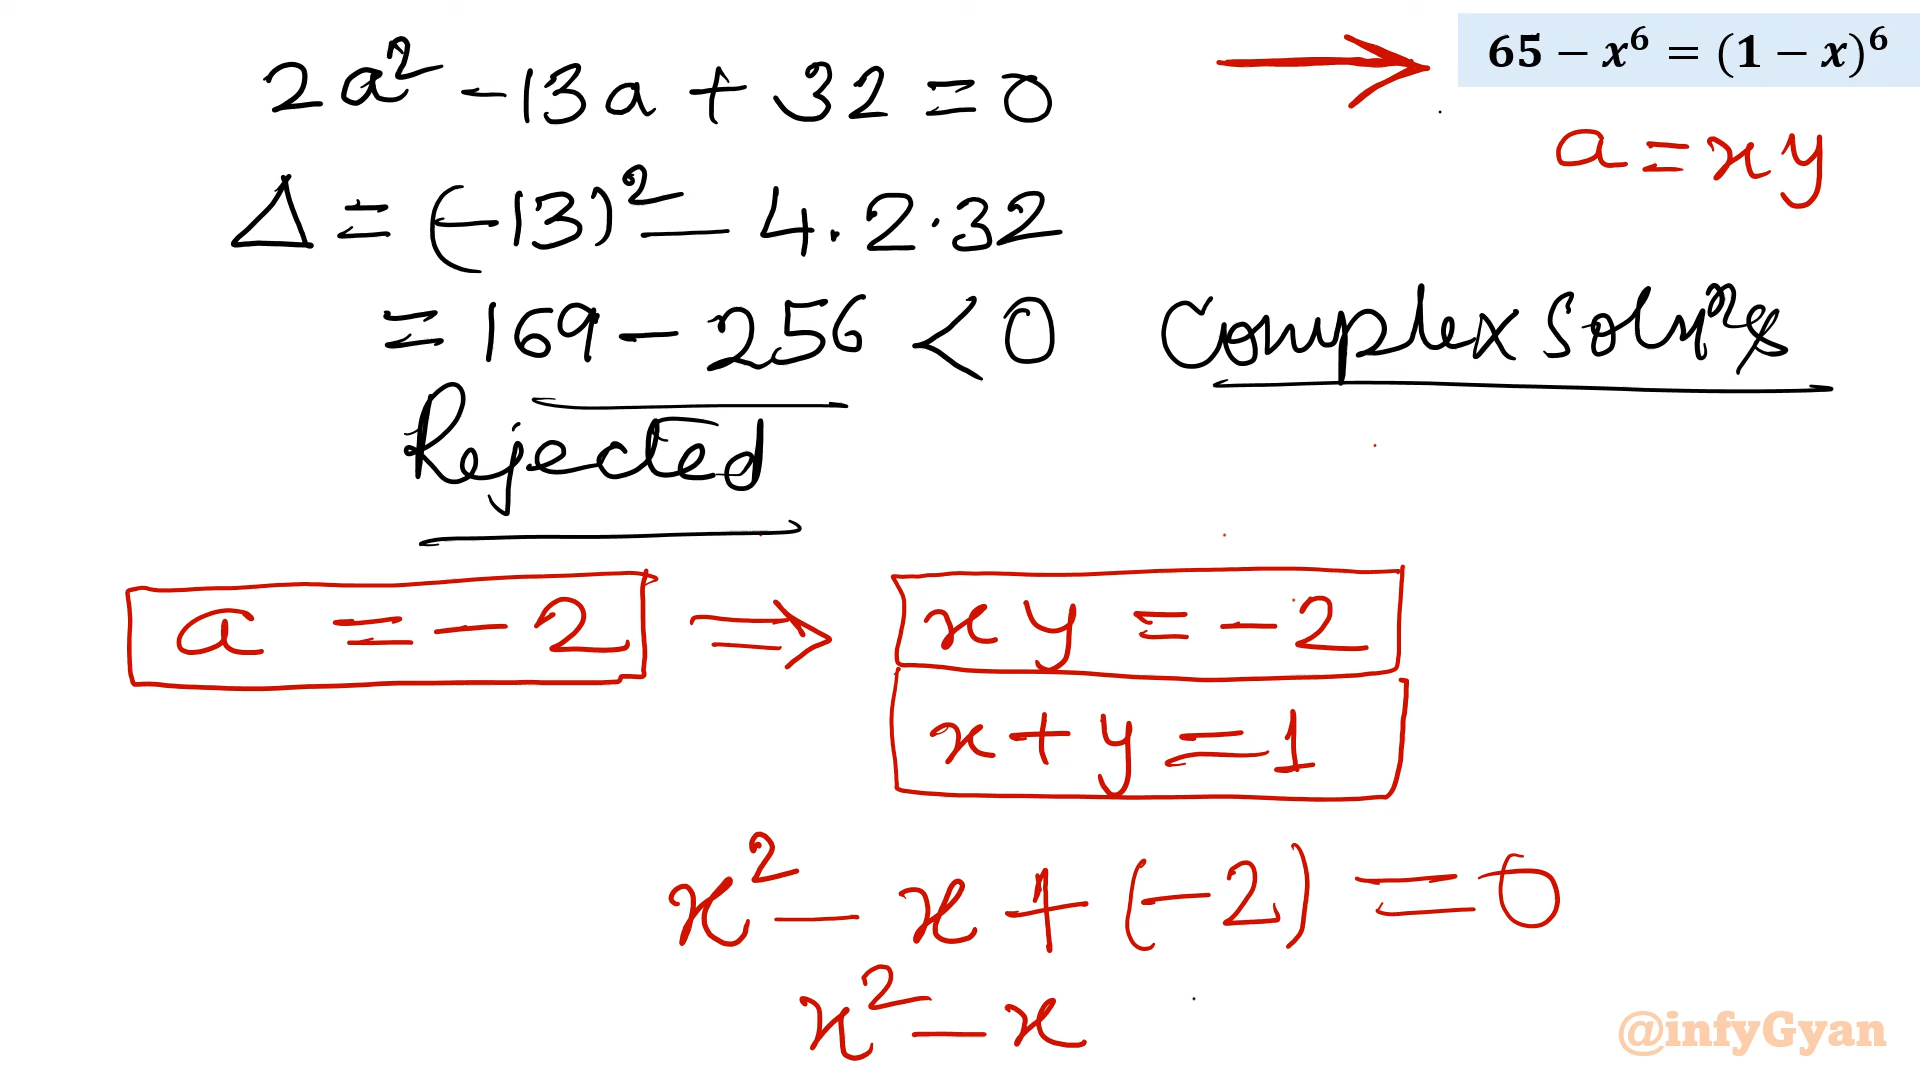 65 − x⁶ = (1 − x)⁶
2a² − 13a + 32 = 0
a = xy
Δ = (−13)² − 4 . 2 . 32
= 169 − 256 < 0 Complex Soln
Rejected
a = − 2 ⇒ xy = − 2
x + y = 1
x² − x + (−2) = 0
x² − x
@infyGyan